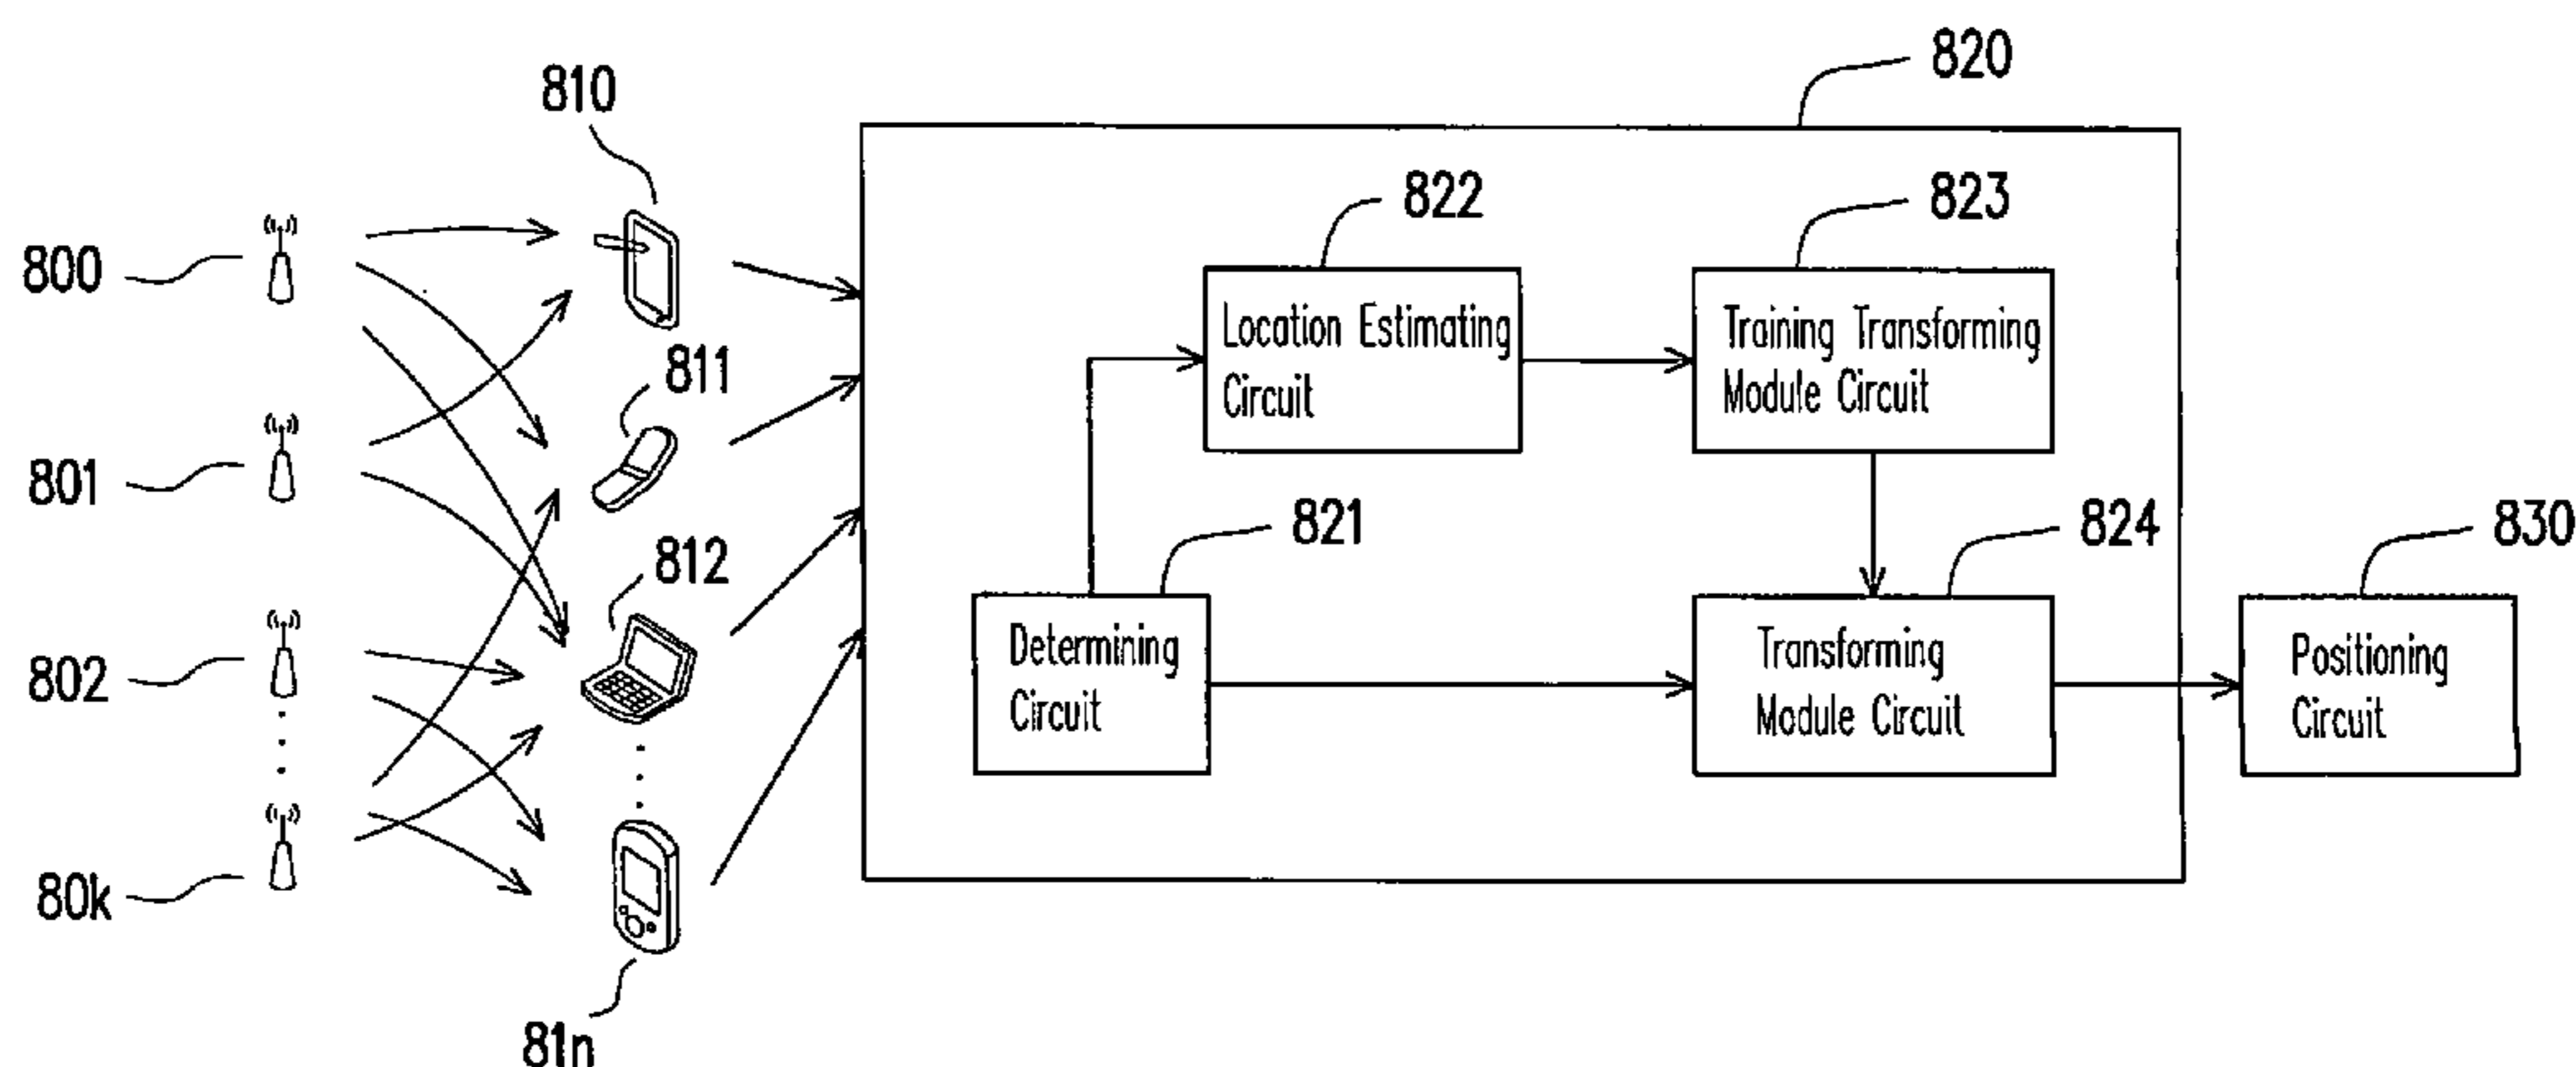 820
810
822
823
800
Location Estimating
Circuit
Training Transforming
Module Circuit
811
801
821
824
830
812
802
Determining
Circuit
Transforming
Module Circuit
Positioning
Circuit
80k
81n